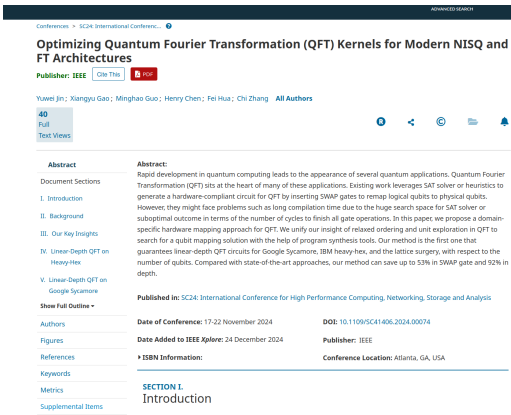 ADVANCED SEARCH
Conferences > SC24: International Conferenc...
Optimizing Quantum Fourier Transformation (QFT) Kernels for Modern NISQ and
FT Architectures
Publisher: IEEE Cite This PDF
Yuwei Jin ; Xiangyu Gao ; Minghao Guo ; Henry Chen ; Fei Hua ; Chi Zhang All Authors
40
Full
Text Views
Abstract
Document Sections
I. Introduction
II. Background
III. Our Key Insights
IV. Linear-Depth QFT on
Heavy-Hex
V. Linear-Depth QFT on
Google Sycamore
Show Full Outline
Authors
Figures
References
Keywords
Metrics
Supplemental Items
Abstract:
Rapid development in quantum computing leads to the appearance of several quantum applications. Quantum Fourier
Transformation (QFT) sits at the heart of many of these applications. Existing work leverages SAT solver or heuristics to
generate a hardware-compliant circuit for QFT by inserting SWAP gates to remap logical qubits to physical qubits.
However, they might face problems such as long compilation time due to the huge search space for SAT solver or
suboptimal outcome in terms of the number of cycles to finish all gate operations. In this paper, we propose a domain-
specific hardware mapping approach for QFT. We unify our insight of relaxed ordering and unit exploration in QFT to
search for a qubit mapping solution with the help of program synthesis tools. Our method is the first one that
guarantees linear-depth QFT circuits for Google Sycamore, IBM heavy-hex, and the lattice surgery, with respect to the
number of qubits. Compared with state-of-the-art approaches, our method can save up to 53% in SWAP gate and 92% in
depth.
Published in: SC24: International Conference for High Performance Computing, Networking, Storage and Analysis
Date of Conference: 17-22 November 2024
DOI: 10.1109/SC41406.2024.00074
Date Added to IEEE Xplore: 24 December 2024
Publisher: IEEE
ISBN Information:
Conference Location: Atlanta, GA, USA
SECTION I.
Introduction